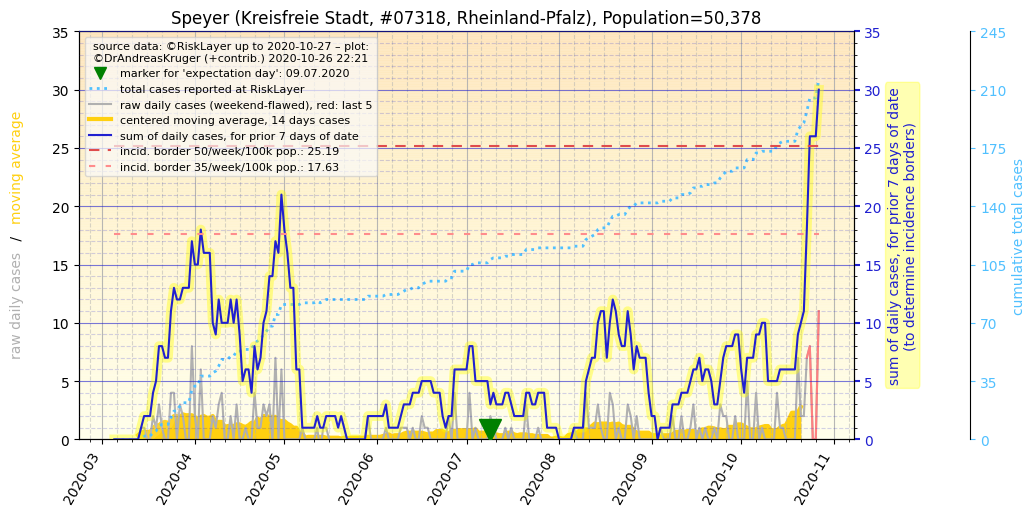 Speyer (Kreisfreie Stadt, #07318, Rheinland-Pfalz), Population=50,378
source data: ©RiskLayer up to 2020-10-27 – plot:
©DrAndreasKruger (+contrib.) 2020-10-26 22:21
marker for 'expectation day': 09.07.2020
total cases reported at RiskLayer
raw daily cases (weekend-flawed), red: last 5
centered moving average, 14 days cases
sum of daily cases, for prior 7 days of date
incid. border 50/week/100k pop.: 25.19
incid. border 35/week/100k pop.: 17.63
raw daily cases / moving average
35
30
25
20
15
10
5
0
2020-03
2020-04
2020-05
2020-06
2020-07
2020-08
2020-09
2020-10
2020-11
35
30
25
20
15
10
5
0
sum of daily cases, for prior 7 days of date
(to determine incidence borders)
245
210
175
140
105
70
35
0
cumulative total cases